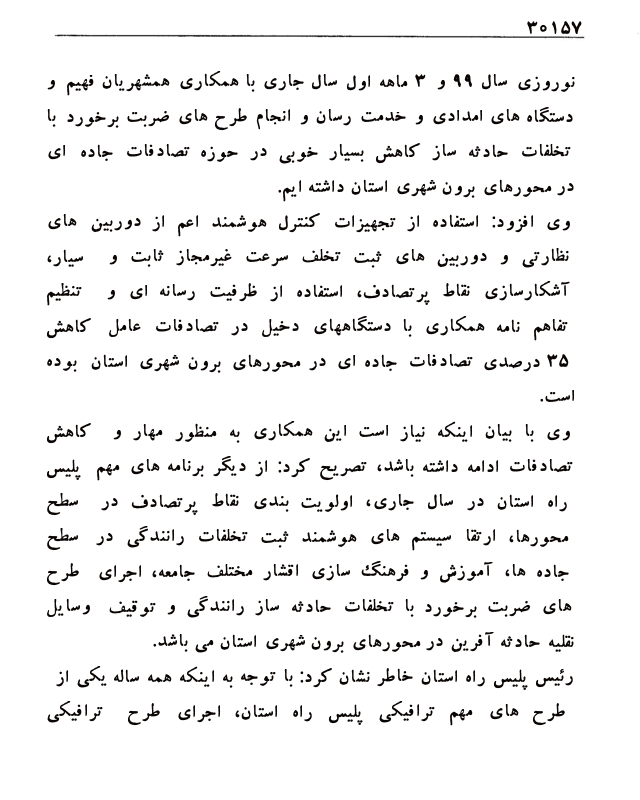 ۳۰۱۵۷
نوروزی سال ۹۹ و ۳ ماهه اول سال جاری با همکاری همشهریان فهیم و
دستگاه های امدادی و خدمت رسان و انجام طرح های ضربت برخورد با
تخلفات حادثه ساز کاهش بسیار خوبی در حوزه تصادفات جاده ای
در محورهای برون شهری استان داشته ایم.
وی افزود: استفاده از تجهیزات کنترل هوشمند اعم از دوربین های
نظارتی و دوربین های ثبت تخلف سرعت غیرمجاز ثابت و سیار،
آشکارسازی نقاط پرتصادف، استفاده از ظرفیت رسانه ای و تنظیم
تفاهم نامه همکاری با دستگاههای دخیل در تصادفات عامل کاهش
۳۵ درصدی تصادفات جاده ای در محورهای برون شهری استان بوده
است.
وی با بیان اینکه نیاز است این همکاری به منظور مهار و کاهش
تصادفات ادامه داشته باشد، تصریح کرد: از دیگر برنامه های مهم پلیس
راه استان در سال جاری، اولویت بندی نقاط پرتصادف در سطح
محورها، ارتقا سیستم های هوشمند ثبت تخلفات رانندگی در سطح
جاده ها، آموزش و فرهنگ سازی اقشار مختلف جامعه، اجرای طرح
های ضربت برخورد با تخلفات حادثه ساز رانندگی و توقیف وسایل
نقلیه حادثه آفرین در محورهای برون شهری استان می باشد.
رئیس پلیس راه استان خاطر نشان کرد: با توجه به اینکه همه ساله یکی از
طرح های مهم ترافیکی پلیس راه استان، اجرای طرح ترافیکی